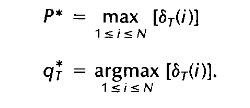 P* = max [δ_T(i)]
1 ≤ i ≤ N
q*_T = argmax [δ_T(i)].
1 ≤ i ≤ N